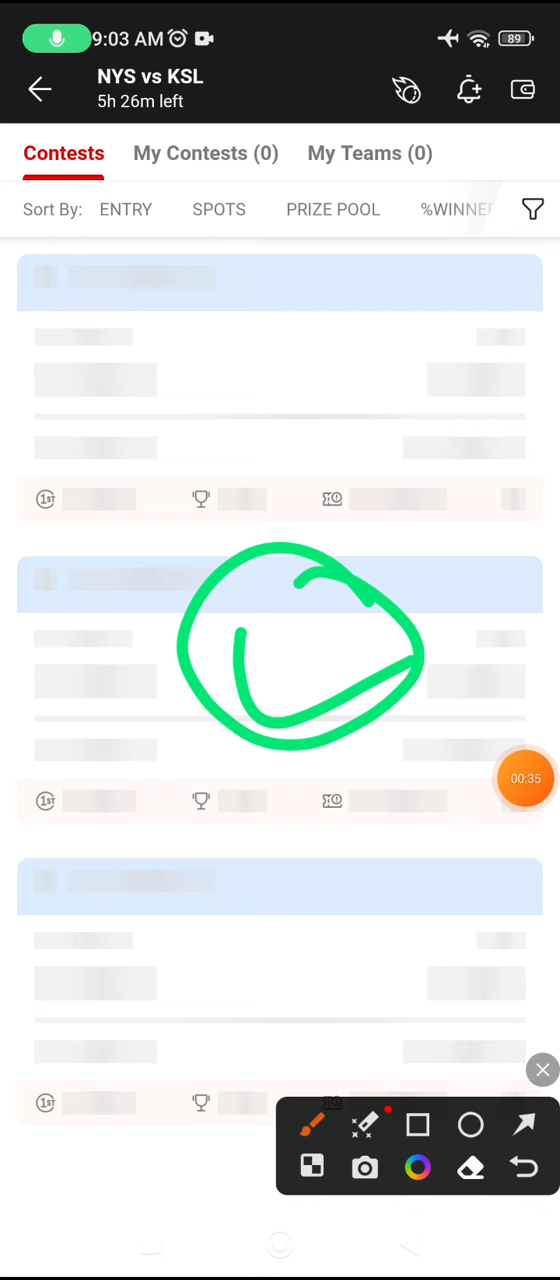 9:03 AM 89
NYS vs KSL
5h 26m left
Contests My Contests (0) My Teams (0)
Sort By: ENTRY SPOTS PRIZE POOL
1ST
1ST
00:35
1ST